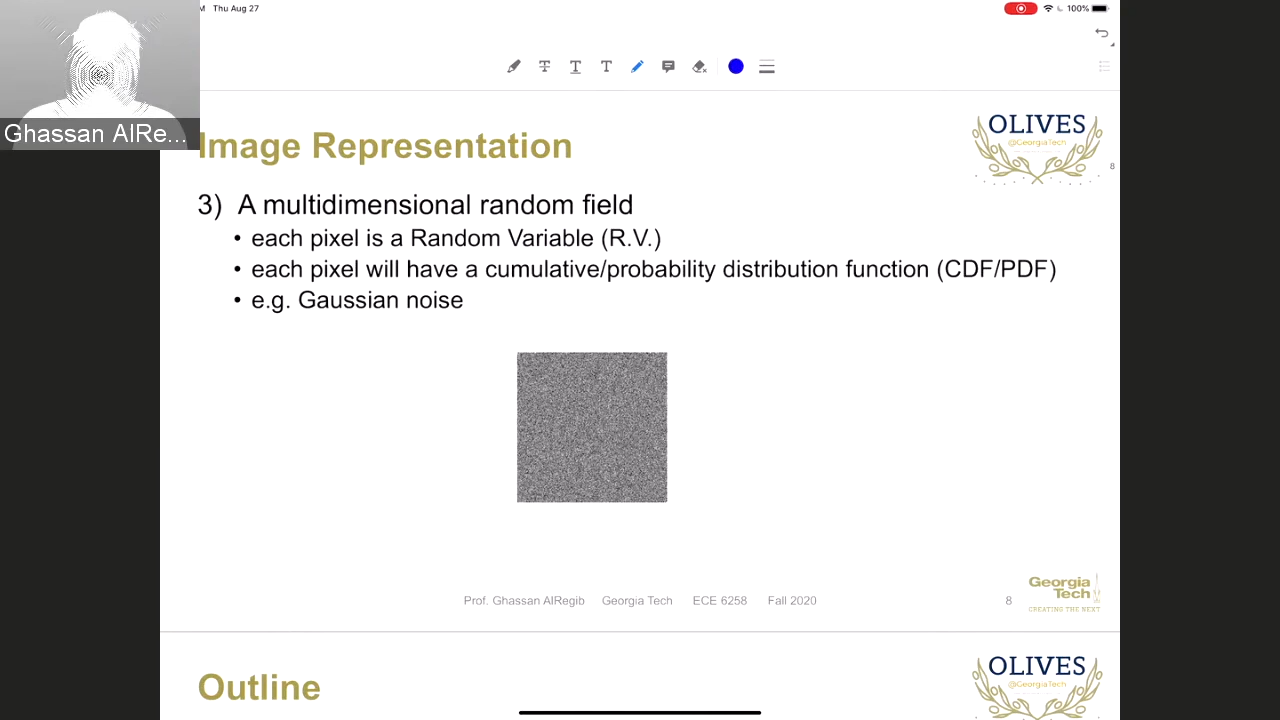 M Thu Aug 27
100%
Ghassan AlRe...
Image Representation
OLIVES
@GeorgiaTech
8
3) A multidimensional random field
• each pixel is a Random Variable (R.V.)
• each pixel will have a cumulative/probability distribution function (CDF/PDF)
• e.g. Gaussian noise
Prof. Ghassan AlRegib Georgia Tech ECE 6258 Fall 2020
8
Georgia
Tech
CREATING THE NEXT
Outline
OLIVES
@GeorgiaTech